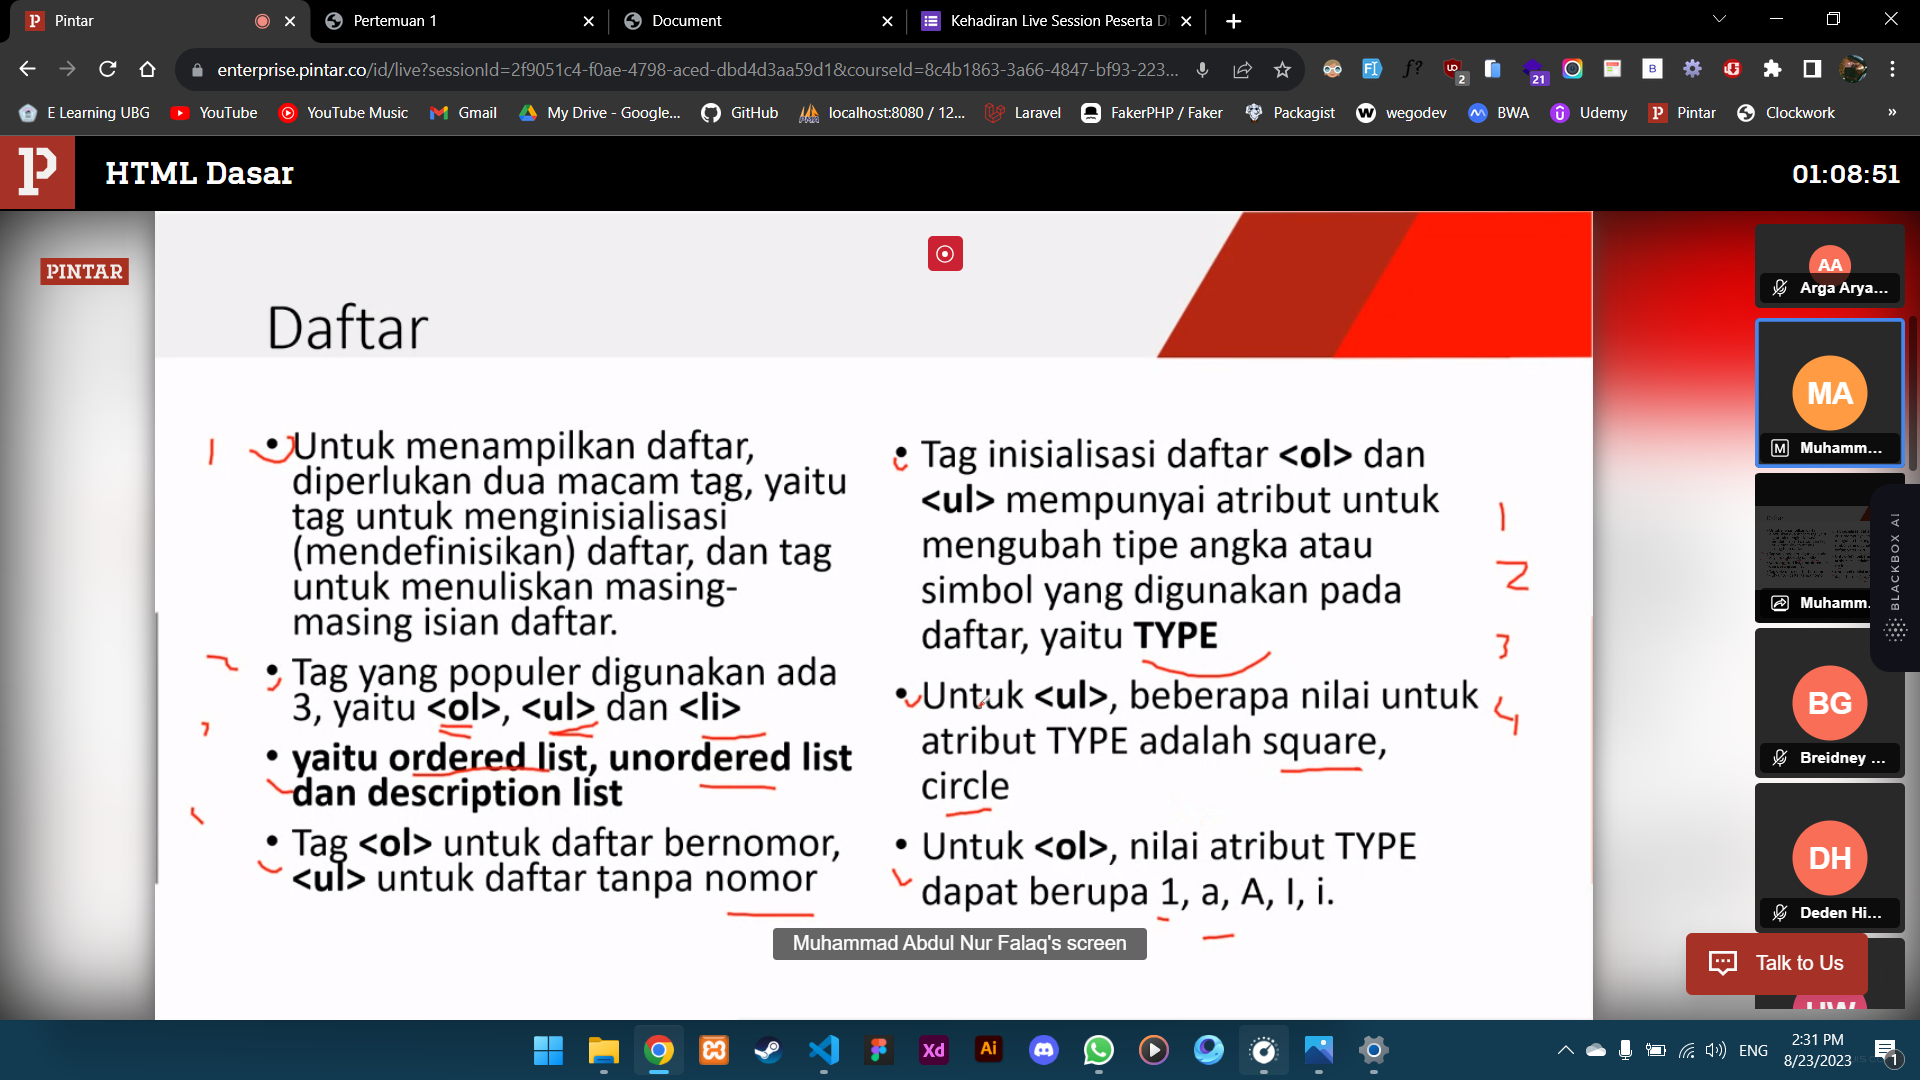 Pintar
Pertemuan 1
Document
Kehadiran Live Session Peserta D
enterprise.pintar.co/id/live?sessionId=2f9051c4-f0ae-4798-aced-dbd4d3aa59d1&courseId=8c4b1863-3a66-4847-bf93-223...
2
21
E Learning UBG
YouTube
YouTube Music
Gmail
My Drive - Google...
GitHub
localhost:8080 / 12...
Laravel
FakerPHP / Faker
Packagist
wegodev
BWA
Udemy
Pintar
Clockwork
»
P
HTML Dasar
01:08:51
PINTAR
Daftar
1
• Untuk menampilkan daftar,
diperlukan dua macam tag, yaitu
tag untuk menginisialisasi
(mendefinisikan) daftar, dan tag
untuk menuliskan masing-
masing isian daftar.
• Tag yang populer digunakan ada
3, yaitu <ol>, <ul> dan <li>
• yaitu ordered list, unordered list
dan description list
• Tag <ol> untuk daftar bernomor,
<ul> untuk daftar tanpa nomor
• Tag inisialisasi daftar <ol> dan
<ul> mempunyai atribut untuk
mengubah tipe angka atau
simbol yang digunakan pada
daftar, yaitu TYPE
• Untuk <ul>, beberapa nilai untuk
atribut TYPE adalah square,
circle
• Untuk <ol>, nilai atribut TYPE
dapat berupa 1, a, A, I, i.
1
2
3
4
Muhammad Abdul Nur Falaq's screen
AA
Arga Arya...
MA
M
Muhamm...
Daftar
Muhamm
BLACKBOX AI
BG
Breidney ...
DH
Deden Hi...
Talk to Us
Xd
Ai
ENG
2:31 PM
8/23/2023
1